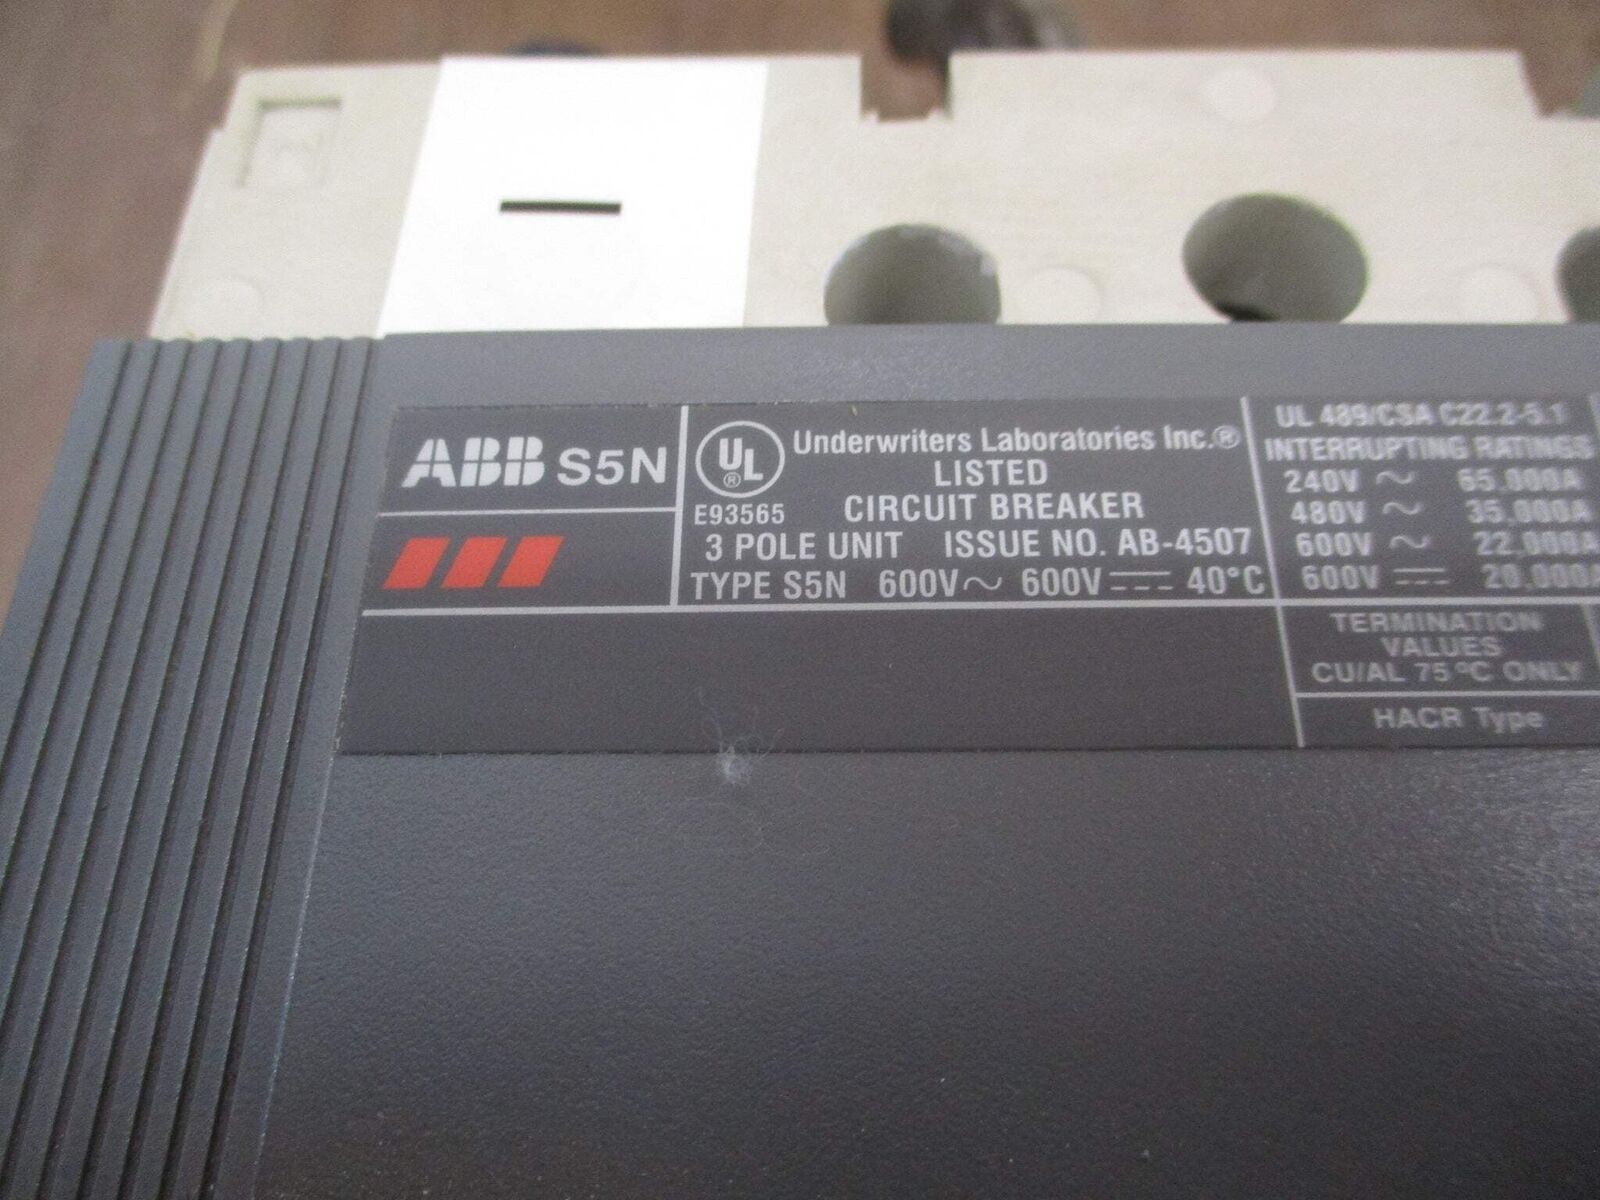 ABB S5N
UL ® Underwriters Laboratories Inc.®
LISTED
E93565 CIRCUIT BREAKER
3 POLE UNIT ISSUE NO. AB-4507
TYPE S5N 600V~ 600V⎓ 40°C
UL 489/CSA C22.2-5.1
INTERRUPTING RATINGS
240V ~ 65.000A
480V ~ 35.000A
600V ~ 22.000A
600V ⎓ 20.000A
TERMINATION
VALUES
CU/AL 75°C ONLY
HACR Type